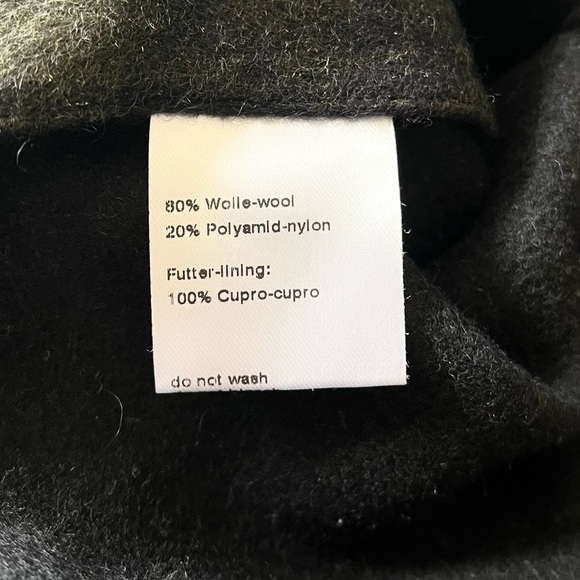 80% Wolle-wool
20% Polyamid-nylon
Futter-lining:
100% Cupro-cupro
do not wash